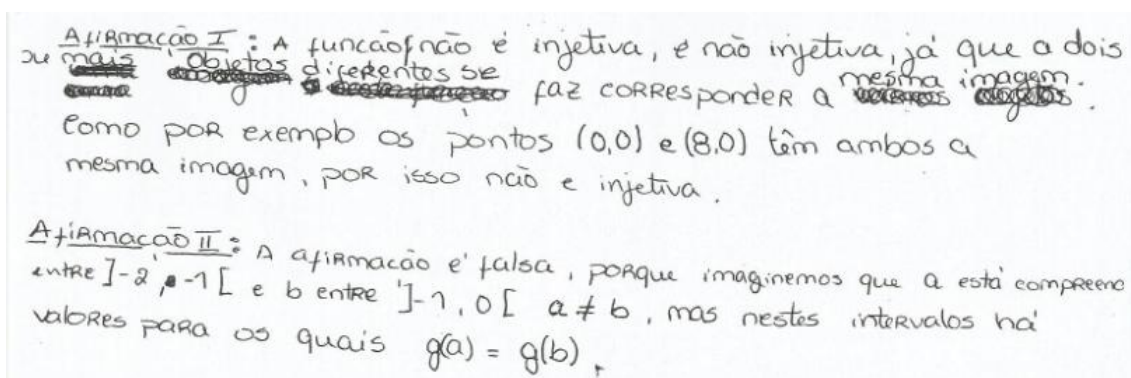 Afirmação I : A função f não é injetiva, é não injetiva, já que a dois
ou mais objetos diferentes se faz corresponder a mesma imagem.
Como por exemplo os pontos (0,0) e (8,0) têm ambos a
mesma imagem, por isso não e injetiva.
Afirmação II : A afirmação é falsa, porque imaginemos que a está compreend
entre ]-2, -1[ e b entre ]-1, 0[ a ≠ b, mas nestes intervalos há
valores para os quais g(a) = g(b).